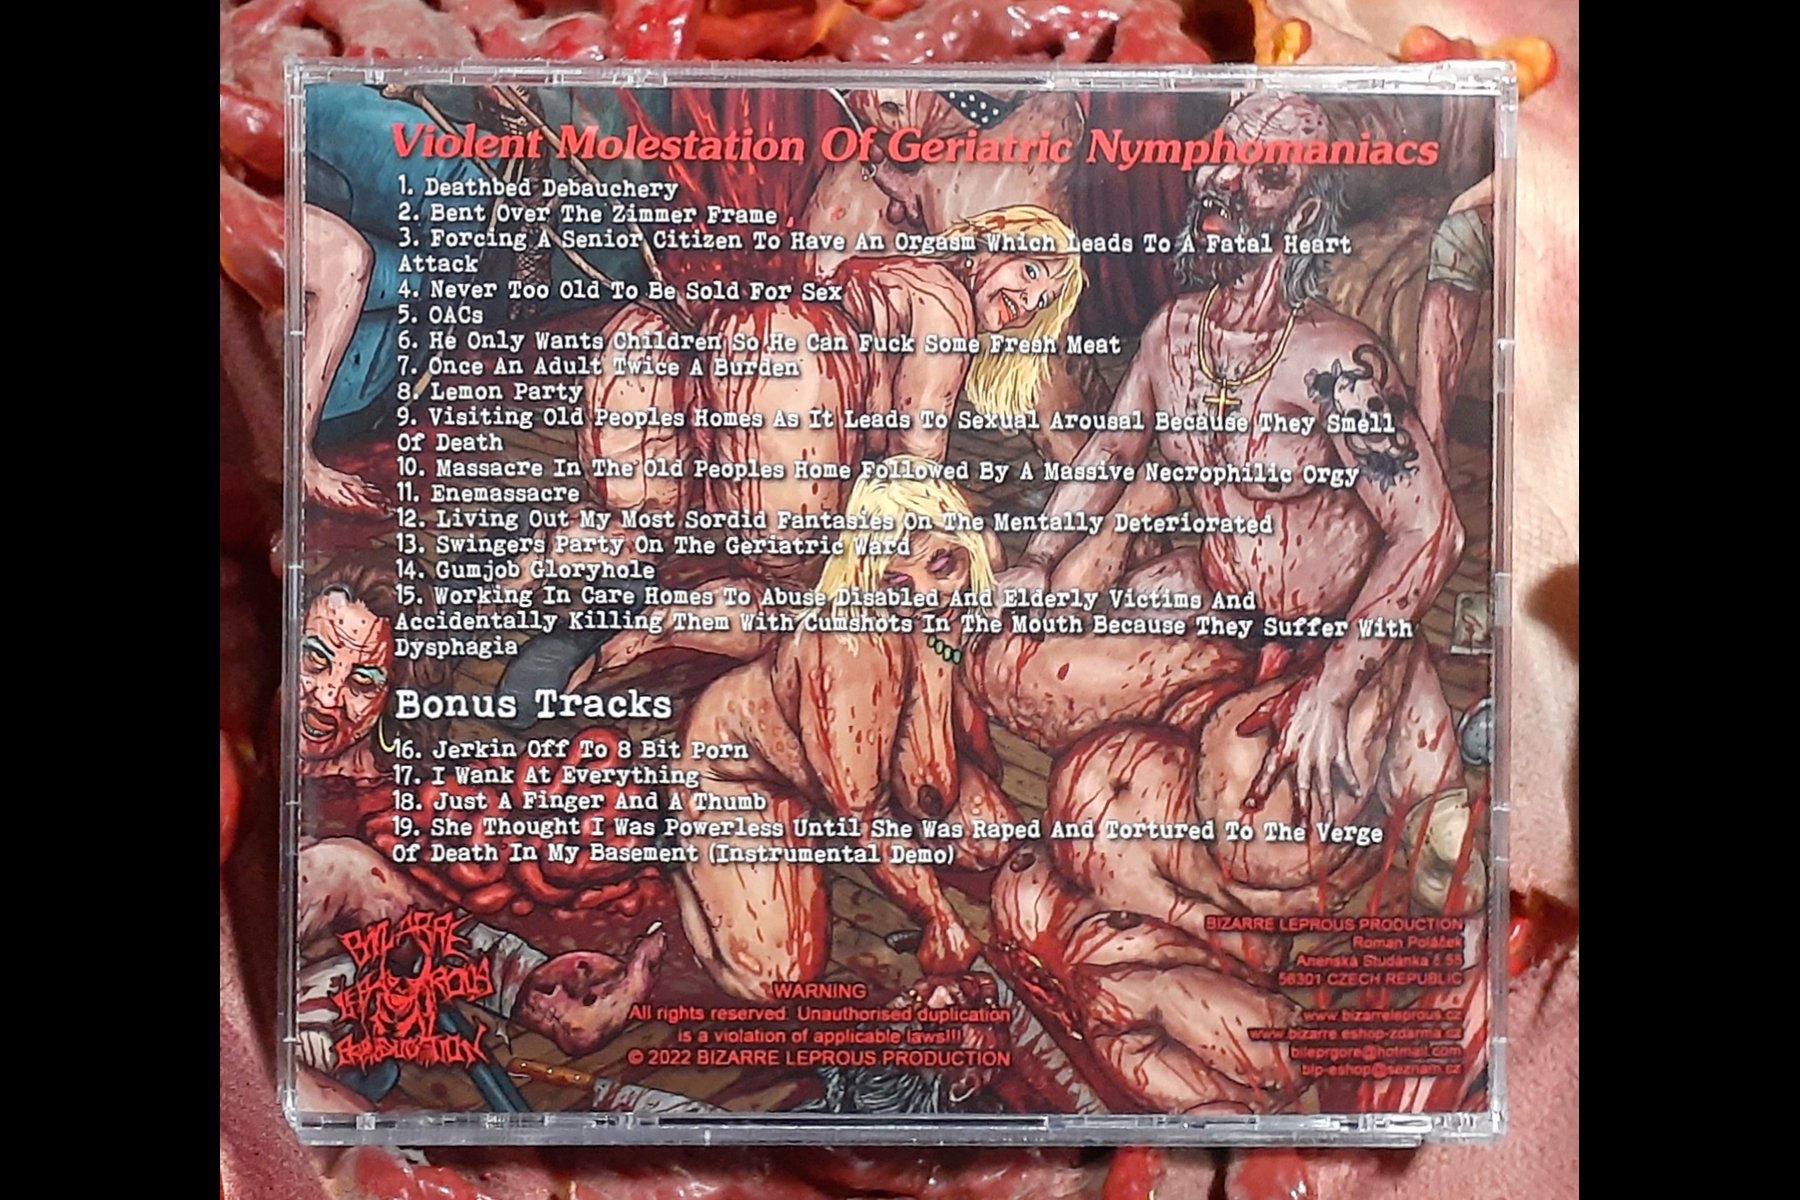 Violent Molestation Of Geriatric Nymphomaniacs
1. Deathbed Debauchery
2. Bent Over The Zimmer Frame
3. Forcing A Senior Citizen To Have An Orgasm Which Leads To A Fatal Heart
Attack
4. Never Too Old To Be Sold For Sex
5. OACs
6. He Only Wants Children So He Can Fuck Some Fresh Meat
7. Once An Adult Twice A Burden
8. Lemon Party
9. Visiting Old Peoples Homes As It Leads To Sexual Arousal Because They Smell
Of Death
10. Massacre In The Old Peoples Home Followed By A Massive Necrophilic Orgy
11. Enemassacre
12. Living Out My Most Sordid Fantasies On The Mentally Deteriorated
13. Swingers Party On The Geriatric Ward
14. Gumjob Gloryhole
15. Working In Care Homes To Abuse Disabled And Elderly Victims And
Accidentally Killing Them With Cumshots In The Mouth Because They Suffer With
Dysphagia
Bonus Tracks
16. Jerkin Off To 8 Bit Porn
17. I Wank At Everything
18. Just A Finger And A Thumb
19. She Thought I Was Powerless Until She Was Raped And Tortured To The Verge
Of Death In My Basement (Instrumental Demo)
BIZARRE
LEPROUS
PRODUCTION
WARNING
All rights reserved. Unauthorised duplication
is a violation of applicable laws!!!
© 2022 BIZARRE LEPROUS PRODUCTION
BIZARRE LEPROUS PRODUCTION
Roman Poláček
Anenská Studánka č.55
56301 CZECH REPUBLIC
www.bizarreleprous.cz
www.bizarre.eshop-zdarma.cz
bileprgore@hotmail.com
blp-eshop@seznam.cz